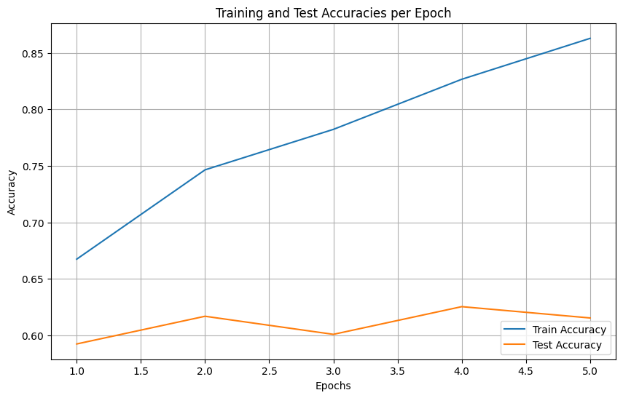 Training and Test Accuracies per Epoch
Accuracy
0.85
0.80
0.75
0.70
0.65
0.60
Train Accuracy
Test Accuracy
1.0 1.5 2.0 2.5 3.0 3.5 4.0 4.5 5.0
Epochs